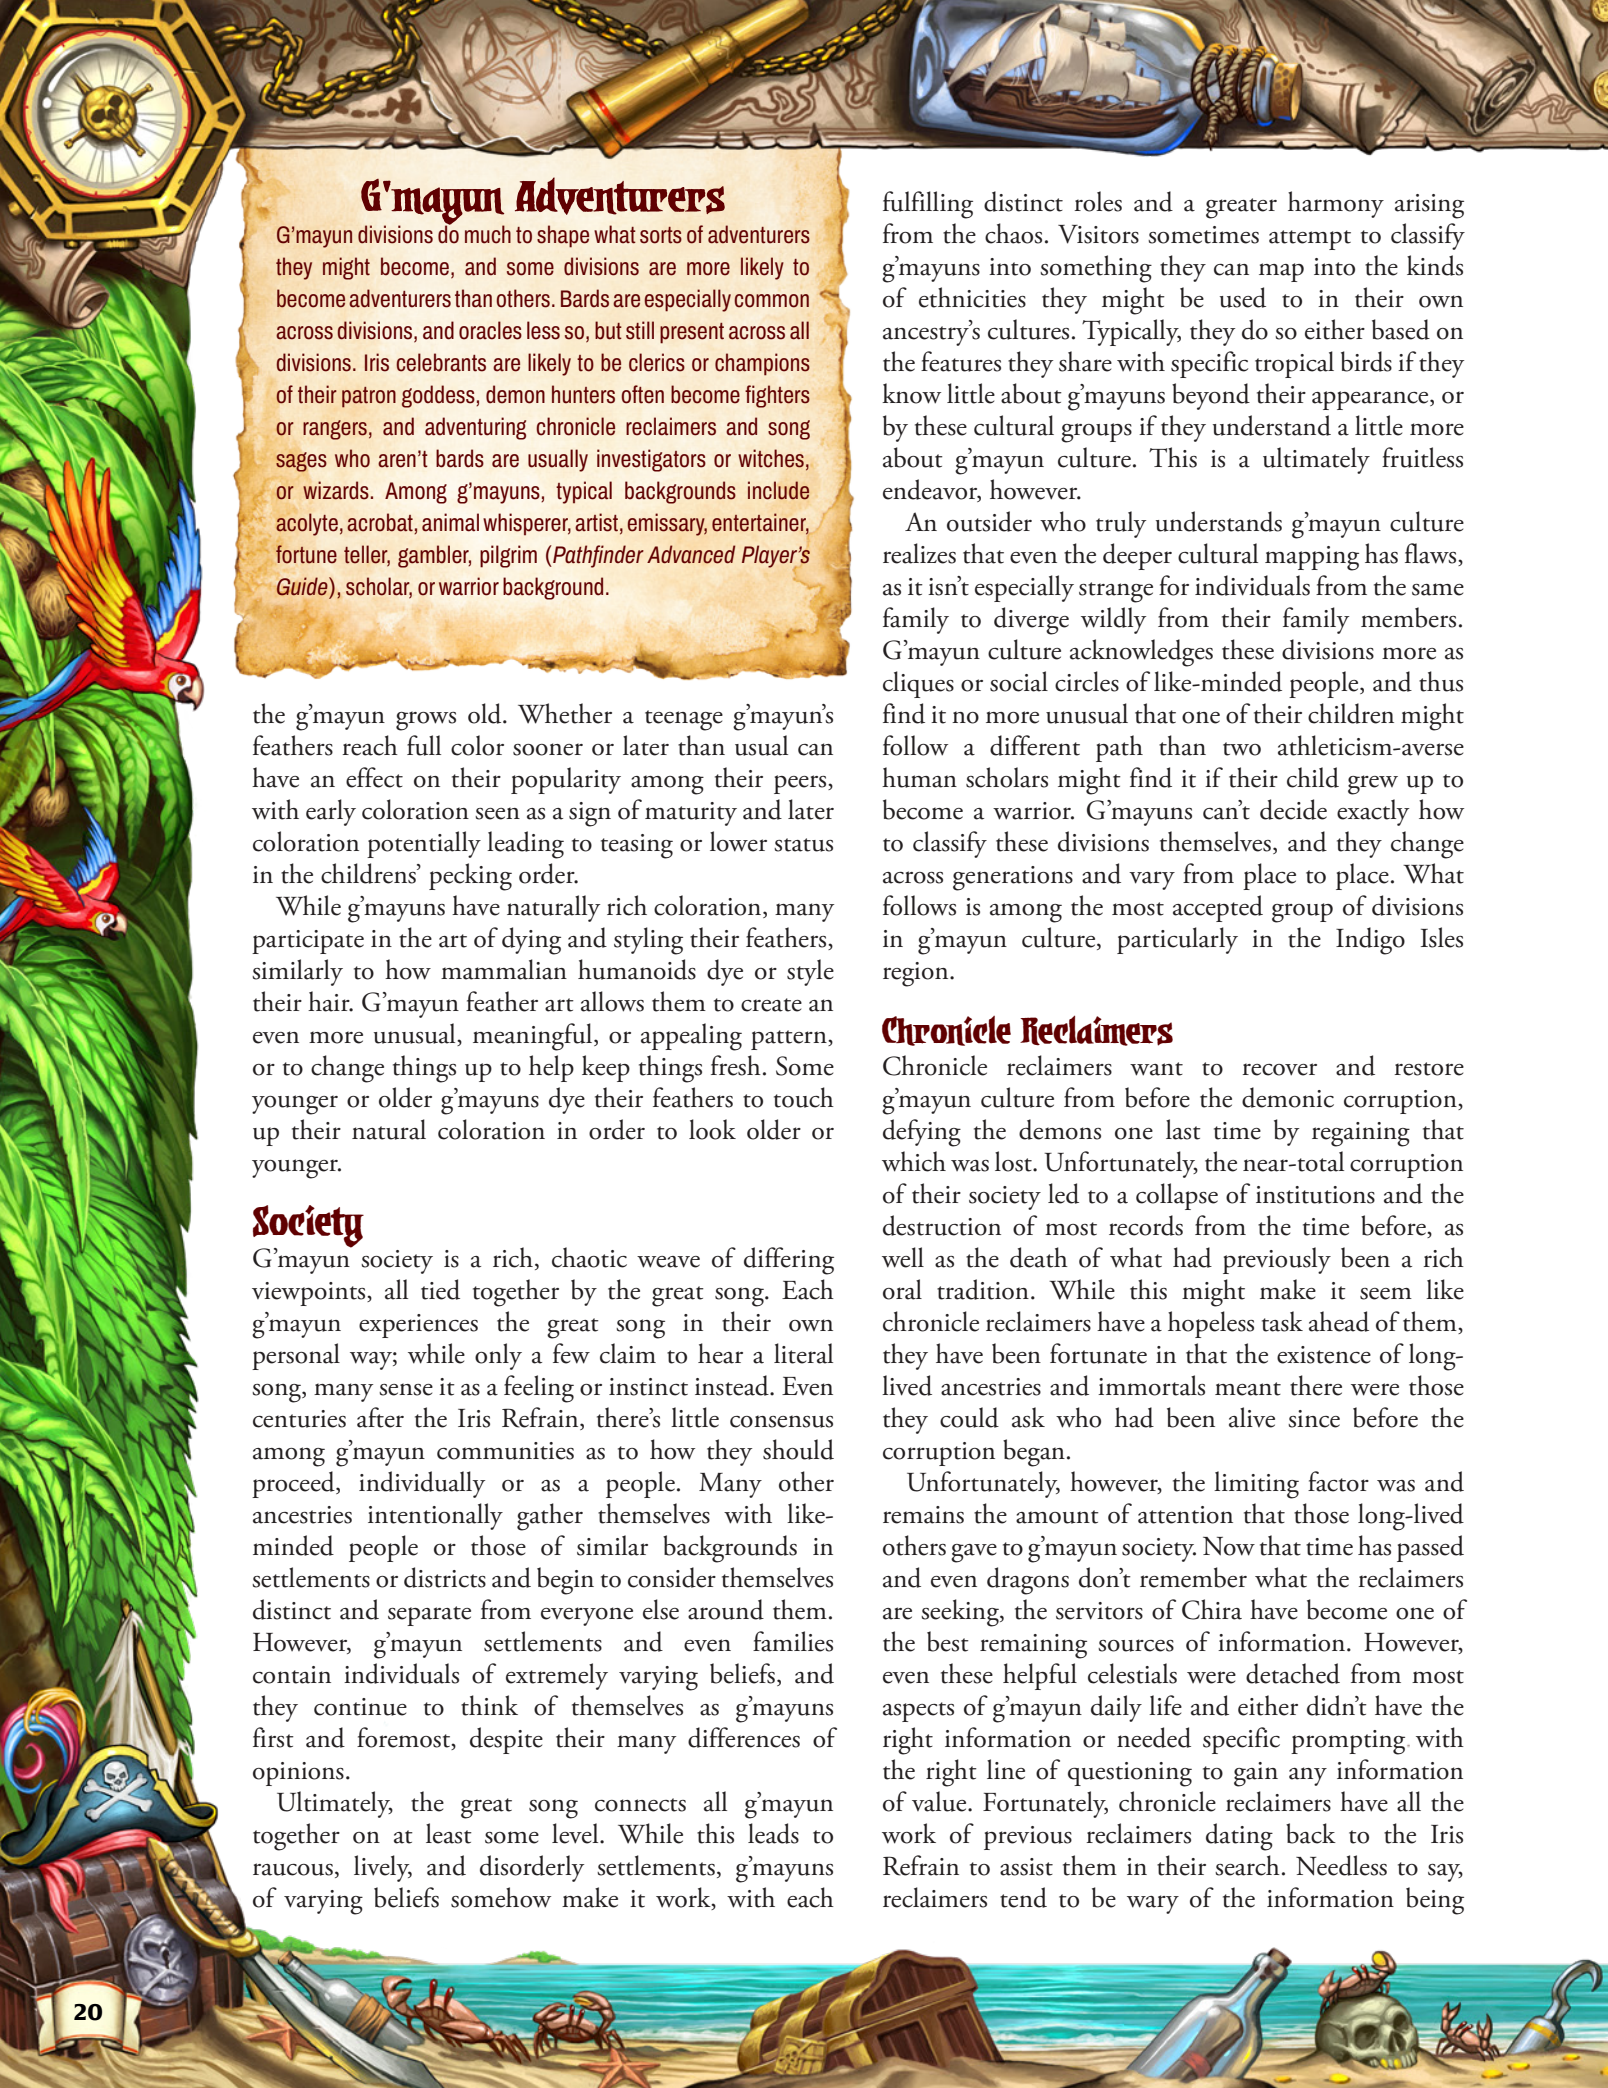 G'mayun Adventurers
G’mayun divisions do much to shape what sorts of adventurers
they might become, and some divisions are more likely to
become adventurers than others. Bards are especially common
across divisions, and oracles less so, but still present across all
divisions. Iris celebrants are likely to be clerics or champions
of their patron goddess, demon hunters often become fighters
or rangers, and adventuring chronicle reclaimers and song
sages who aren’t bards are usually investigators or witches,
or wizards. Among g’mayuns, typical backgrounds include
acolyte, acrobat, animal whisperer, artist, emissary, entertainer,
fortune teller, gambler, pilgrim (Pathfinder Advanced Player’s
Guide), scholar, or warrior background.
the g’mayun grows old. Whether a teenage g’mayun’s
feathers reach full color sooner or later than usual can
have an effect on their popularity among their peers,
with early coloration seen as a sign of maturity and later
coloration potentially leading to teasing or lower status
in the childrens’ pecking order.
While g’mayuns have naturally rich coloration, many
participate in the art of dying and styling their feathers,
similarly to how mammalian humanoids dye or style
their hair. G’mayun feather art allows them to create an
even more unusual, meaningful, or appealing pattern,
or to change things up to help keep things fresh. Some
younger or older g’mayuns dye their feathers to touch
up their natural coloration in order to look older or
younger.
Society
G’mayun society is a rich, chaotic weave of differing
viewpoints, all tied together by the great song. Each
g’mayun experiences the great song in their own
personal way; while only a few claim to hear a literal
song, many sense it as a feeling or instinct instead. Even
centuries after the Iris Refrain, there’s little consensus
among g’mayun communities as to how they should
proceed, individually or as a people. Many other
ancestries intentionally gather themselves with like-
minded people or those of similar backgrounds in
settlements or districts and begin to consider themselves
distinct and separate from everyone else around them.
However, g’mayun settlements and even families
contain individuals of extremely varying beliefs, and
they continue to think of themselves as g’mayuns
first and foremost, despite their many differences of
opinions.
Ultimately, the great song connects all g’mayun
together on at least some level. While this leads to
raucous, lively, and disorderly settlements, g’mayuns
of varying beliefs somehow make it work, with each
fulfilling distinct roles and a greater harmony arising
from the chaos. Visitors sometimes attempt to classify
g’mayuns into something they can map into the kinds
of ethnicities they might be used to in their own
ancestry’s cultures. Typically, they do so either based on
the features they share with specific tropical birds if they
know little about g’mayuns beyond their appearance, or
by these cultural groups if they understand a little more
about g’mayun culture. This is a ultimately fruitless
endeavor, however.
An outsider who truly understands g’mayun culture
realizes that even the deeper cultural mapping has flaws,
as it isn’t especially strange for individuals from the same
family to diverge wildly from their family members.
G’mayun culture acknowledges these divisions more as
cliques or social circles of like-minded people, and thus
find it no more unusual that one of their children might
follow a different path than two athleticism-averse
human scholars might find it if their child grew up to
become a warrior. G’mayuns can’t decide exactly how
to classify these divisions themselves, and they change
across generations and vary from place to place. What
follows is among the most accepted group of divisions
in g’mayun culture, particularly in the Indigo Isles
region.
Chronicle Reclaimers
Chronicle reclaimers want to recover and restore
g’mayun culture from before the demonic corruption,
defying the demons one last time by regaining that
which was lost. Unfortunately, the near-total corruption
of their society led to a collapse of institutions and the
destruction of most records from the time before, as
well as the death of what had previously been a rich
oral tradition. While this might make it seem like
chronicle reclaimers have a hopeless task ahead of them,
they have been fortunate in that the existence of long-
lived ancestries and immortals meant there were those
they could ask who had been alive since before the
corruption began.
Unfortunately, however, the limiting factor was and
remains the amount of attention that those long-lived
others gave to g’mayun society. Now that time has passed
and even dragons don’t remember what the reclaimers
are seeking, the servitors of Chira have become one of
the best remaining sources of information. However,
even these helpful celestials were detached from most
aspects of g’mayun daily life and either didn’t have the
right information or needed specific prompting with
the right line of questioning to gain any information
of value. Fortunately, chronicle reclaimers have all the
work of previous reclaimers dating back to the Iris
Refrain to assist them in their search. Needless to say,
reclaimers tend to be wary of the information being
20